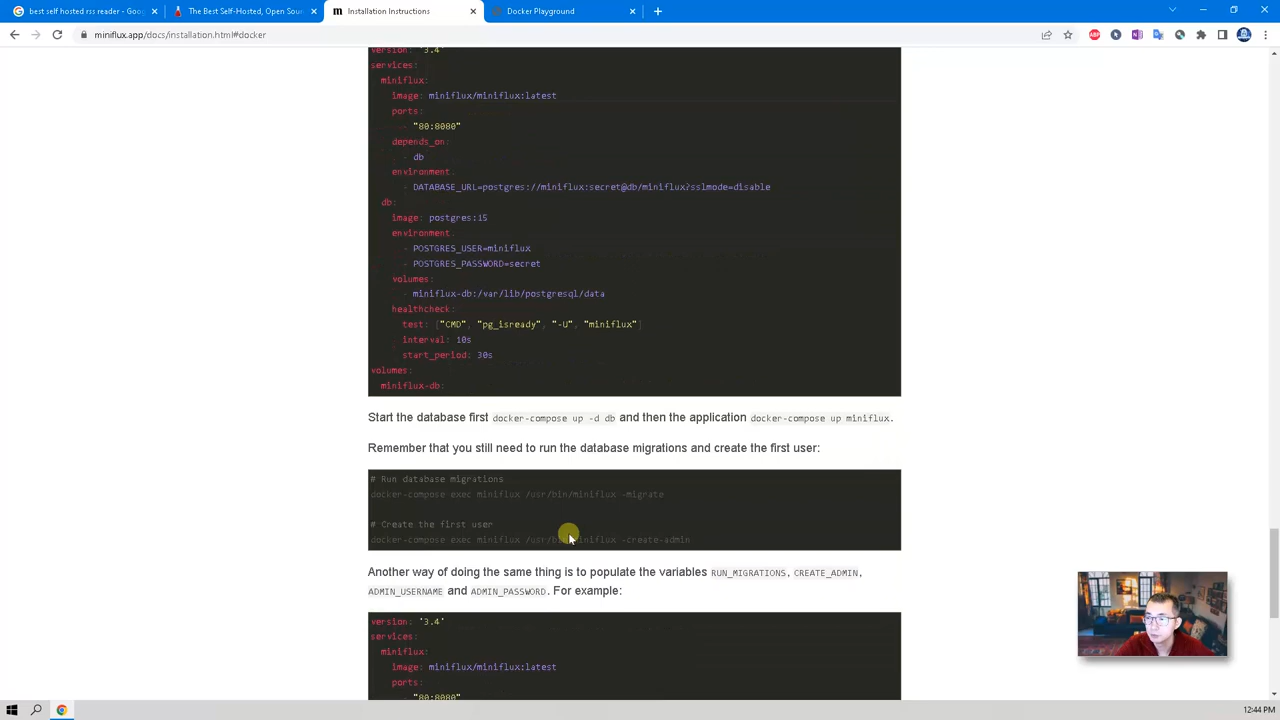 best self hosted rss reader - Goog
The Best Self-Hosted, Open Sour
m Installation Instructions
Docker Playground
miniflux.app/docs/installation.html#docker
version: '3.4'
services:
miniflux:
image: miniflux/miniflux:latest
ports:
- "80:8080"
depends_on:
- db
environment:
- DATABASE_URL=postgres://miniflux:secret@db/miniflux?sslmode=disable
db:
image: postgres:15
environment:
- POSTGRES_USER=miniflux
- POSTGRES_PASSWORD=secret
volumes:
- miniflux-db:/var/lib/postgresql/data
healthcheck:
test: ["CMD", "pg_isready", "-U", "miniflux"]
interval: 10s
start_period: 30s
volumes:
miniflux-db:
Start the database first docker-compose up -d db and then the application docker-compose up miniflux.
Remember that you still need to run the database migrations and create the first user:
# Run database migrations
docker-compose exec miniflux /usr/bin/miniflux -migrate
# Create the first user
docker-compose exec miniflux /usr/bin/miniflux -create-admin
Another way of doing the same thing is to populate the variables RUN_MIGRATIONS, CREATE_ADMIN,
ADMIN_USERNAME and ADMIN_PASSWORD. For example:
version: '3.4'
services:
miniflux:
image: miniflux/miniflux:latest
ports:
- "80:8080"
12:44 PM